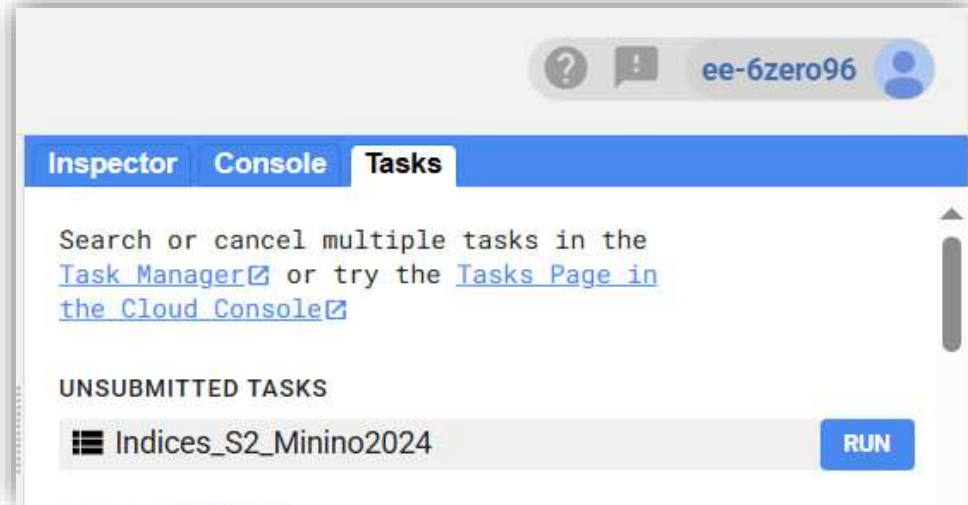 ee-6zero96
Inspector Console Tasks
Search or cancel multiple tasks in the
Task Manager or try the Tasks Page in
the Cloud Console
UNSUBMITTED TASKS
Indices_S2_Minino2024 RUN